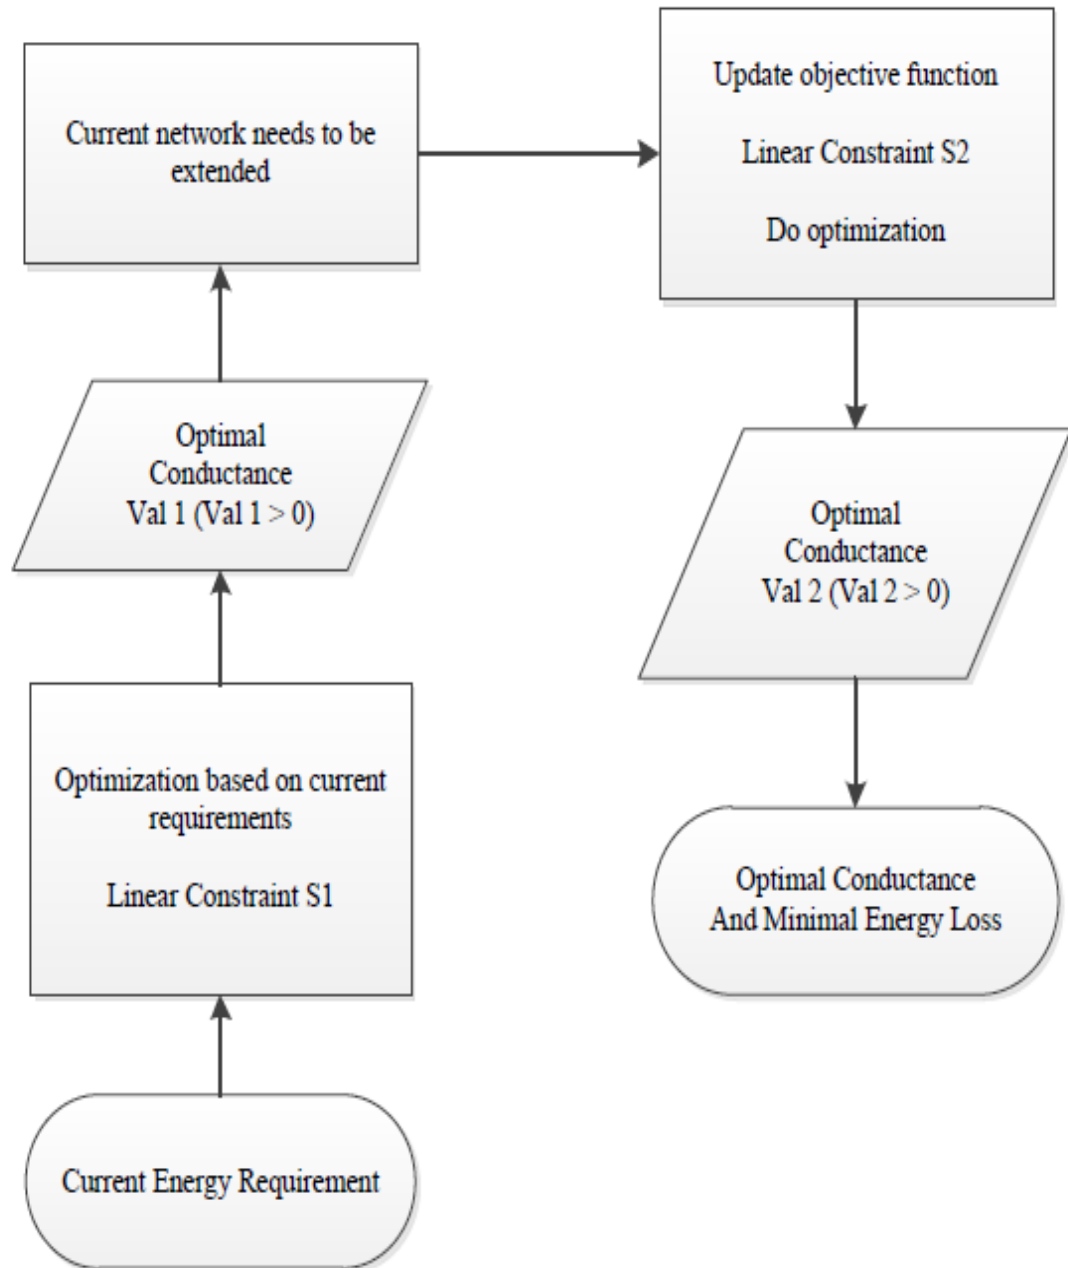 Current network needs to be
extended
Update objective function
Linear Constraint S2
Do optimization
Optimal
Conductance
Val 1 (Val 1 > 0)
Optimal
Conductance
Val 2 (Val 2 > 0)
Optimization based on current
requirements
Linear Constraint S1
Optimal Conductance
And Minimal Energy Loss
Current Energy Requirement